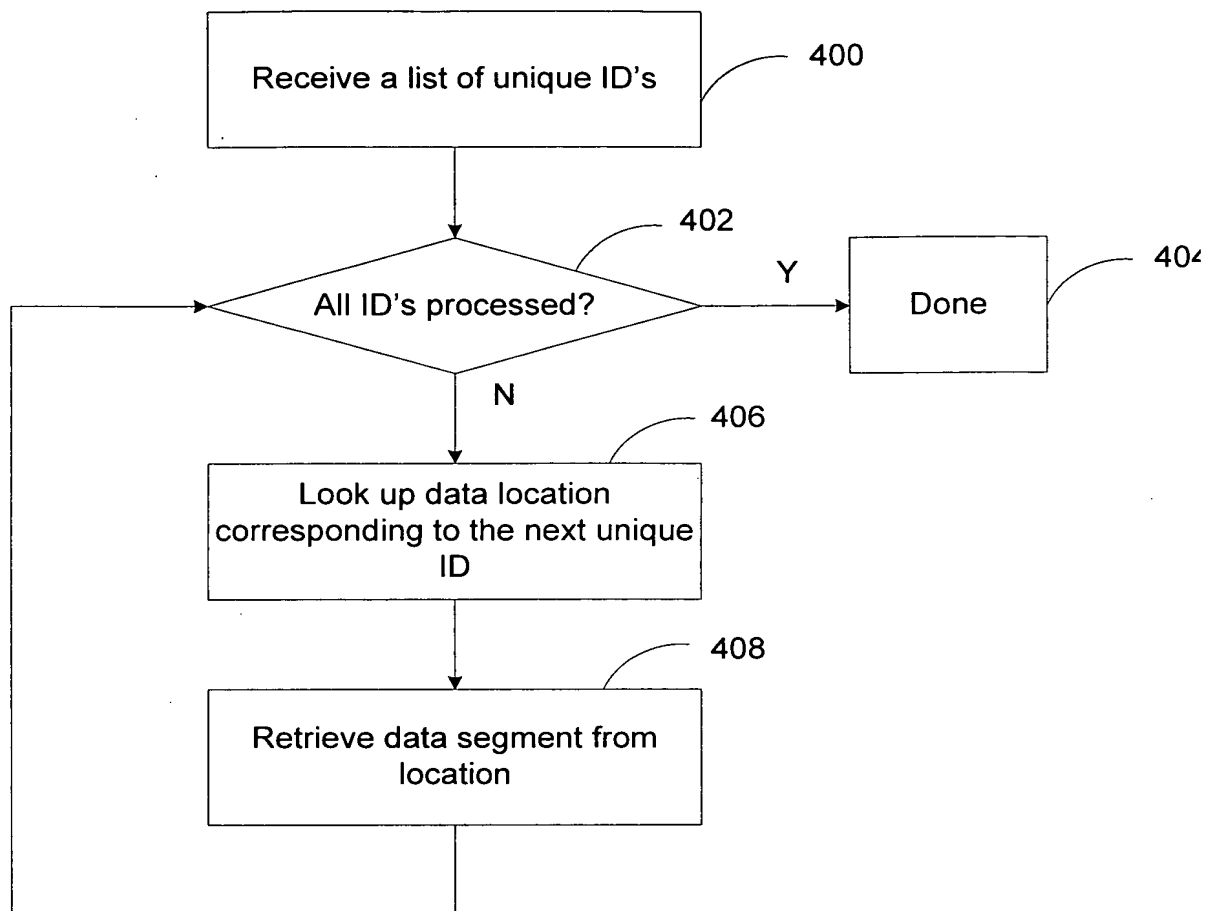 Receive a list of unique ID's
400
402
All ID's processed?
Y
Done
404
N
406
Look up data location
corresponding to the next unique
ID
408
Retrieve data segment from
location